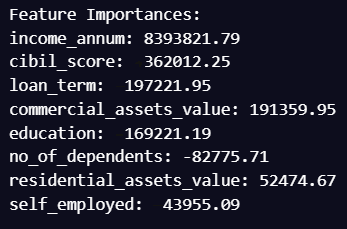 Feature Importances:
income_annum: 8393821.79
cibil_score:  362012.25
loan_term:  197221.95
commercial_assets_value: 191359.95
education:  169221.19
no_of_dependents: -82775.71
residential_assets_value: 52474.67
self_employed:  43955.09